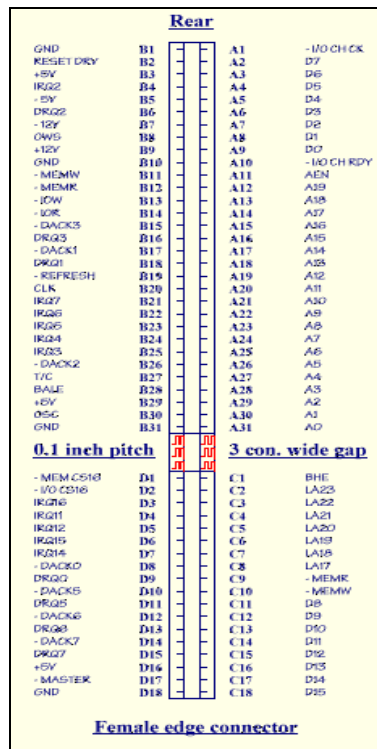 Rear
GND B1 A1 - I/O CH CK
RESET DRY B2 A2 D7
+5V B3 A3 D6
IRQ2 B4 A4 D5
- 5V B5 A5 D4
DRQ2 B6 A6 D3
- 12V B7 A7 D2
OWS B8 A8 D1
+12V B9 A9 D0
GND B10 A10 - I/O CH RDY
- MEMW B11 A11 AEN
- MEMR B12 A12 A19
- IOW B13 A13 A18
- IOR B14 A14 A17
- DACK3 B15 A15 A16
DRQ3 B16 A16 A15
- DACK1 B17 A17 A14
DRQ1 B18 A18 A13
- REFRESH B19 A19 A12
CLK B20 A20 A11
IRQ7 B21 A21 A10
IRQ6 B22 A22 A9
IRQ5 B23 A23 A8
IRQ4 B24 A24 A7
IRQ3 B25 A25 A6
- DACK2 B26 A26 A5
T/C B27 A27 A4
BALE B28 A28 A3
+5V B29 A29 A2
OSC B30 A30 A1
GND B31 A31 A0
0.1 inch pitch 3 con. wide gap
- MEM CS16 D1 C1 BHE
- I/O CS16 D2 C2 LA23
D3 C3 LA22
IRQ11 D4 C4 LA21
IRQ12 D5 C5 LA20
IRQ15 D6 C6 LA19
IRQ14 D7 C7 LA18
- DACK0 D8 C8 LA17
DRQ0 D9 C9 - MEMR
- DACK5 D10 C10 - MEMW
DRQ5 D11 C11 D8
- DACK6 D12 C12 D9
DRQ6 D13 C13 D10
- DACK7 D14 C14 D11
DRQ7 D15 C15 D12
+5V D16 C16 D13
- MASTER D17 C17 D14
GND D18 C18 D15
Female edge connector